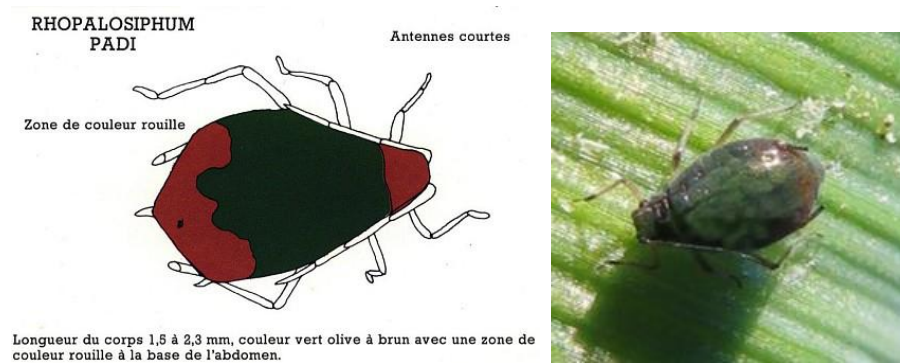 RHOPALOSIPHUM
PADI
Antennes courtes
Zone de couleur rouille
Longueur du corps 1,5 à 2,3 mm, couleur vert olive à brun avec une zone de
couleur rouille à la base de l'abdomen.